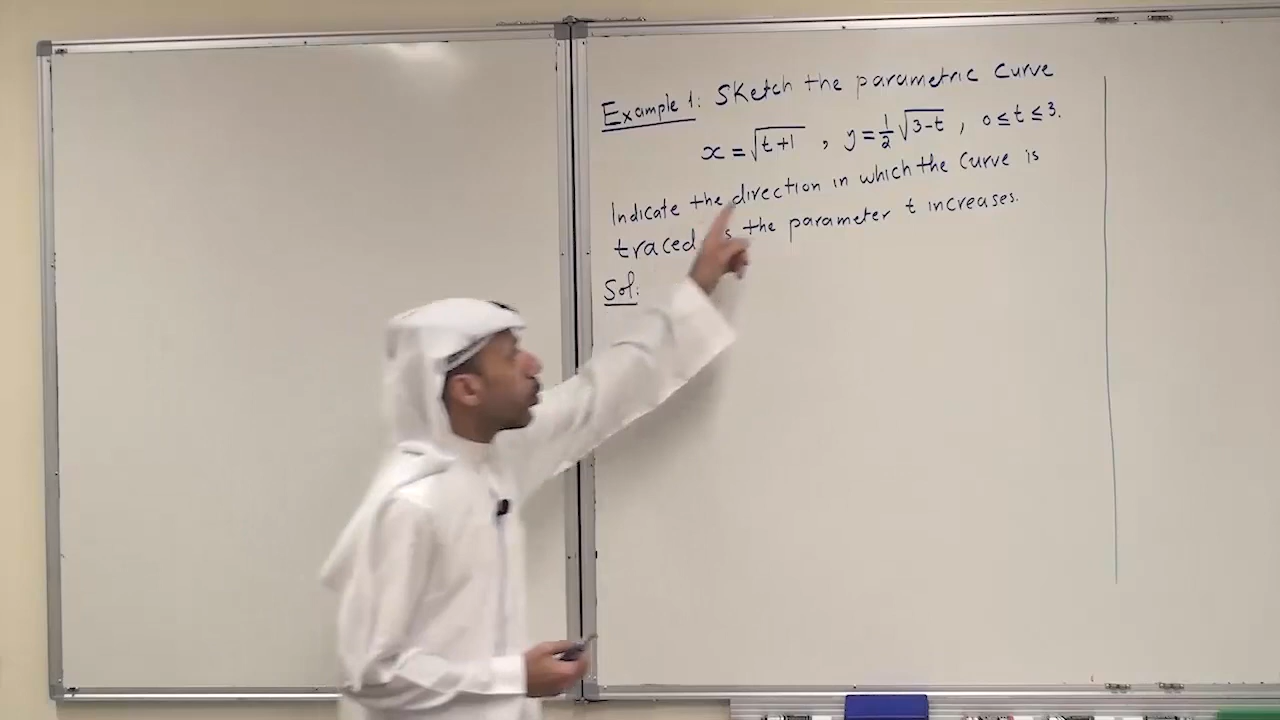 Example 1: Sketch the parametric curve
x = √t+1 , y = 1/2 √3-t , 0 ≤ t ≤ 3.
Indicate the direction in which the curve is
traced the parameter t increases.
Sol: